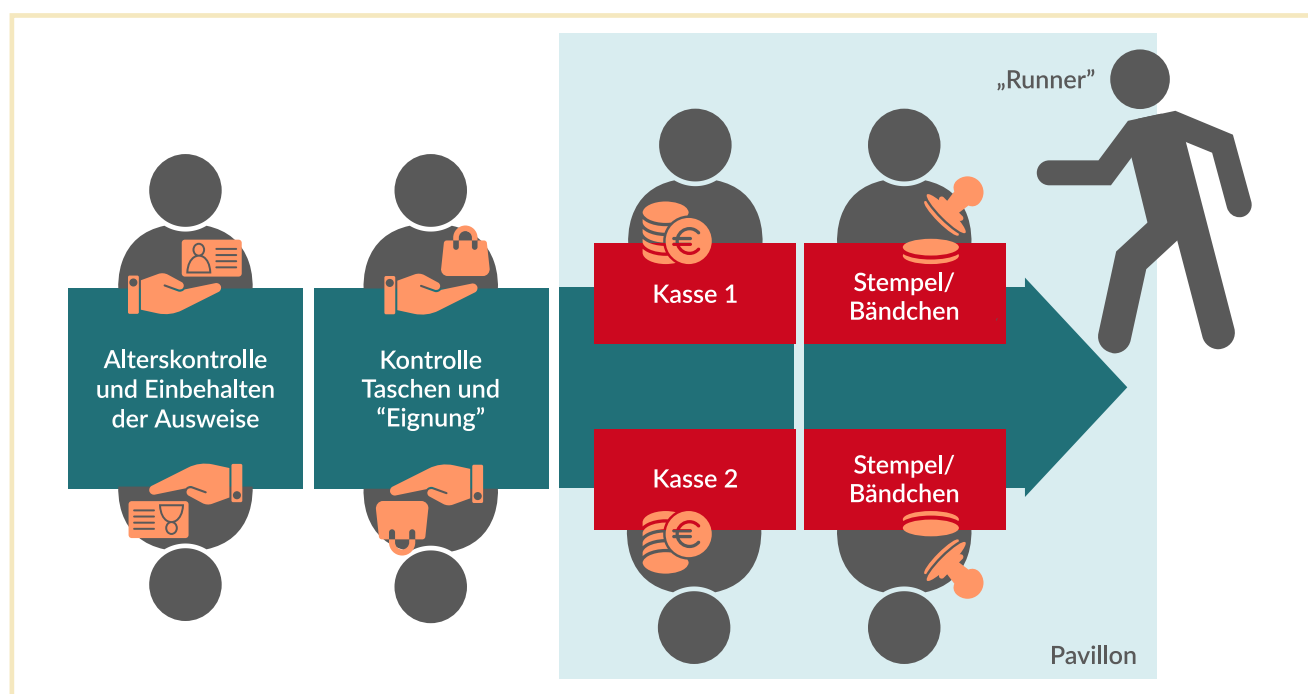 „Runner”
Alterskontrolle
und Einbehalten
der Ausweise
Kontrolle
Taschen und
“Eignung”
Kasse 1
Stempel/
Bändchen
Kasse 2
Stempel/
Bändchen
Pavillon